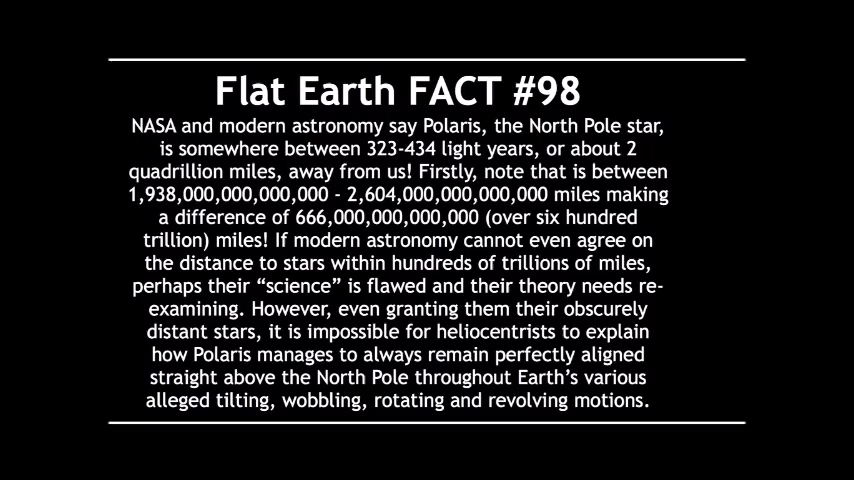 Flat Earth FACT #98
NASA and modern astronomy say Polaris, the North Pole star,
is somewhere between 323-434 light years, or about 2
quadrillion miles, away from us! Firstly, note that is between
1,938,000,000,000,000 - 2,604,000,000,000,000 miles making
a difference of 666,000,000,000,000 (over six hundred
trillion) miles! If modern astronomy cannot even agree on
the distance to stars within hundreds of trillions of miles,
perhaps their “science” is flawed and their theory needs re-
examining. However, even granting them their obscurely
distant stars, it is impossible for heliocentrists to explain
how Polaris manages to always remain perfectly aligned
straight above the North Pole throughout Earth’s various
alleged tilting, wobbling, rotating and revolving motions.